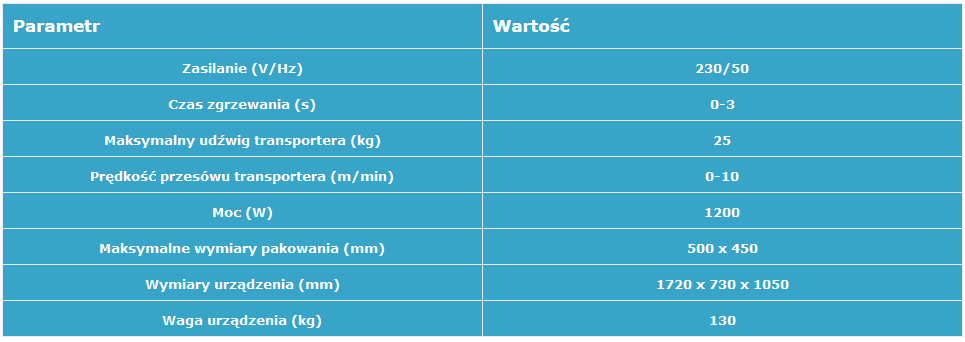 Parametr Wartość
Zasilanie (V/Hz) 230/50
Czas zgrzewania (s) 0-3
Maksymalny udźwig transportera (kg) 25
Prędkość przesówu transportera (m/min) 0-10
Moc (W) 1200
Maksymalne wymiary pakowania (mm) 500 x 450
Wymiary urządzenia (mm) 1720 x 730 x 1050
Waga urządzenia (kg) 130